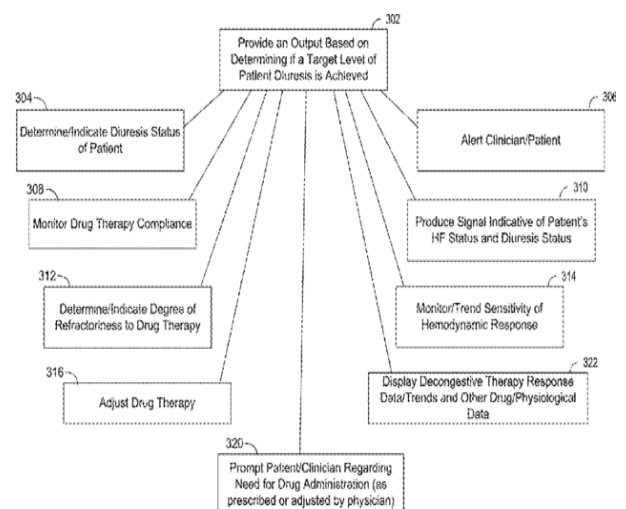 302
Provide an Output Based on
Determining if a Target Level of
Patient Diuresis is Achieved
304
Determine/Indicate Diuresis Status
of Patient
306
Alert Clinician/Patient
308
Monitor Drug Therapy Compliance
310
Produce Signal Indicative of Patient's
HF Status and Diuresis Status
312
Determine/Indicate Degree of
Refractoriness to Drug Therapy
314
Monitor/Trend Sensitivity of
Hemodynamic Response
316
Adjust Drug Therapy
322
Display Decongestive Therapy Response
Data/Trends and Other Drug/Physiological
Data
320
Prompt Patient/Clinician Regarding
Need for Drug Administration (as
prescribed or adjusted by physician)